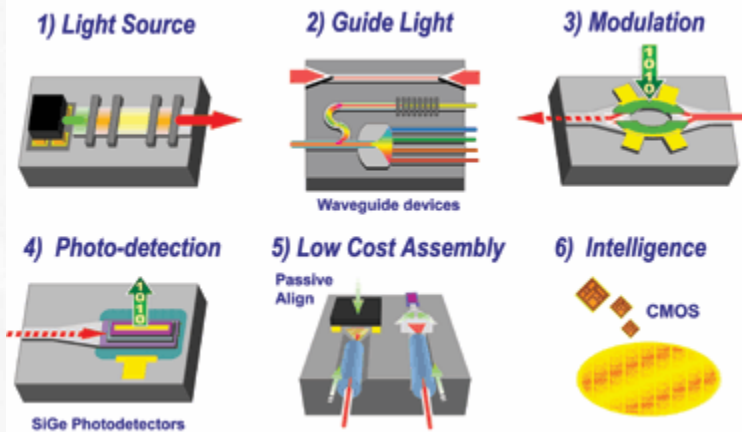 1) Light Source
2) Guide Light
3) Modulation
1010
Waveguide devices
4) Photo-detection
5) Low Cost Assembly
6) Intelligence
1010
Passive
Align
CMOS
SiGe Photodetectors